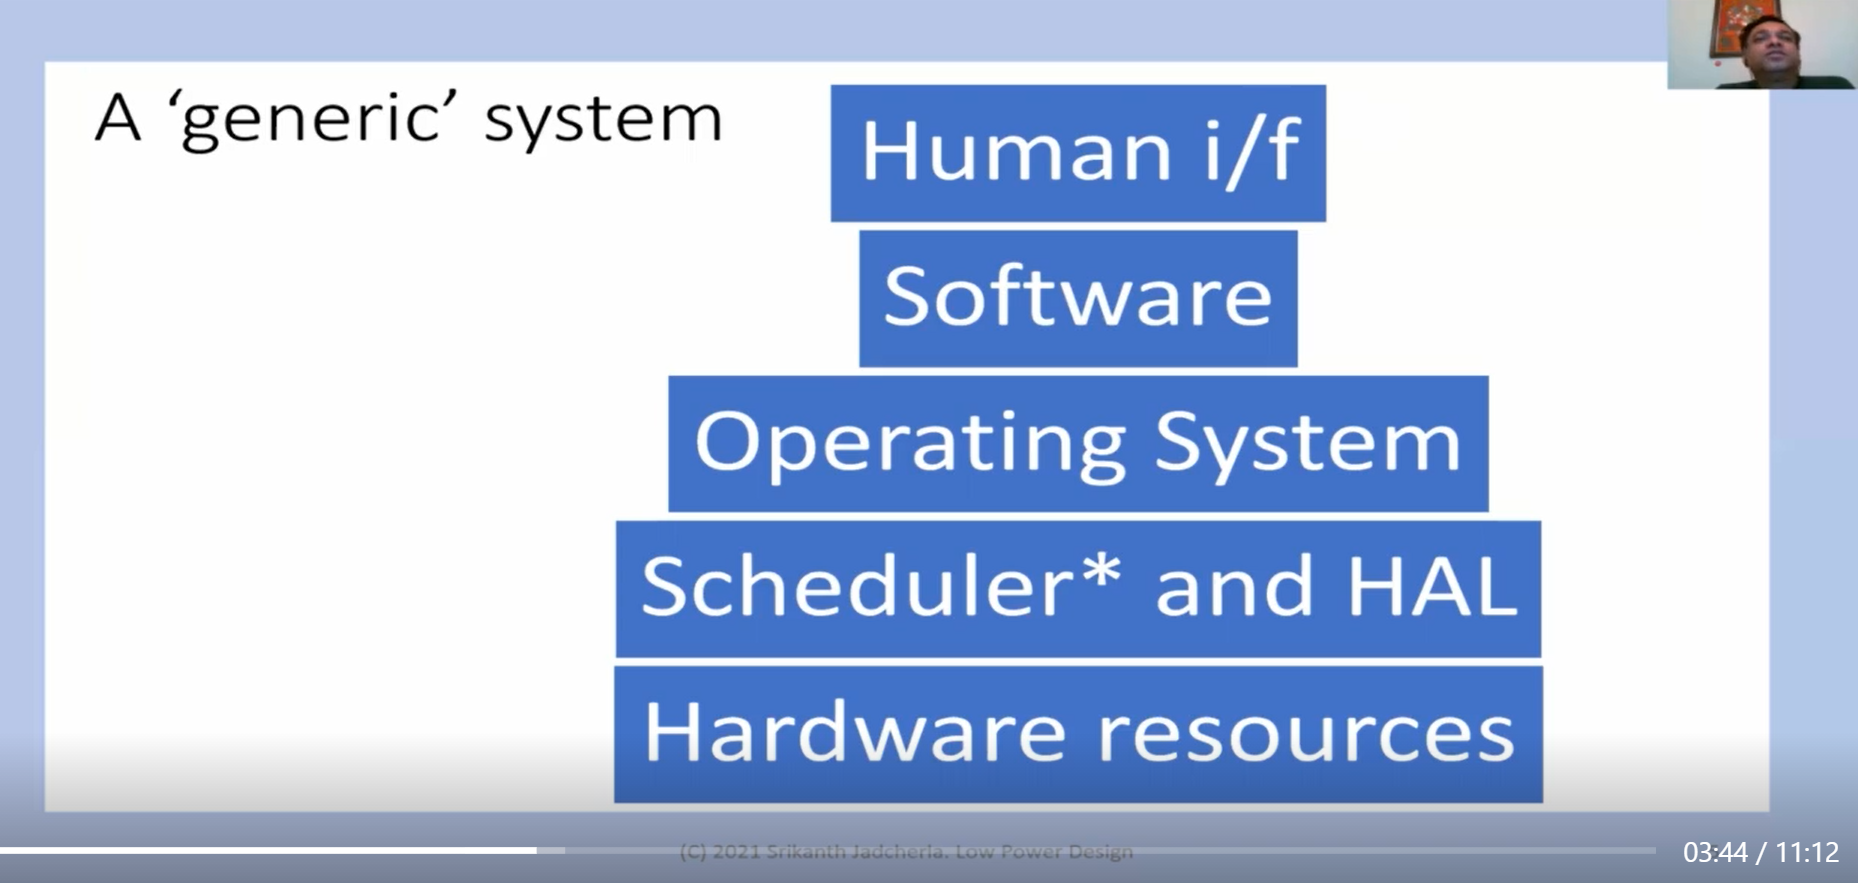 A ‘generic’ system
Human i/f
Software
Operating System
Scheduler* and HAL
Hardware resources
(C) 2021 Srikanth Jadcherla. Low Power Design
03:44 / 11:12